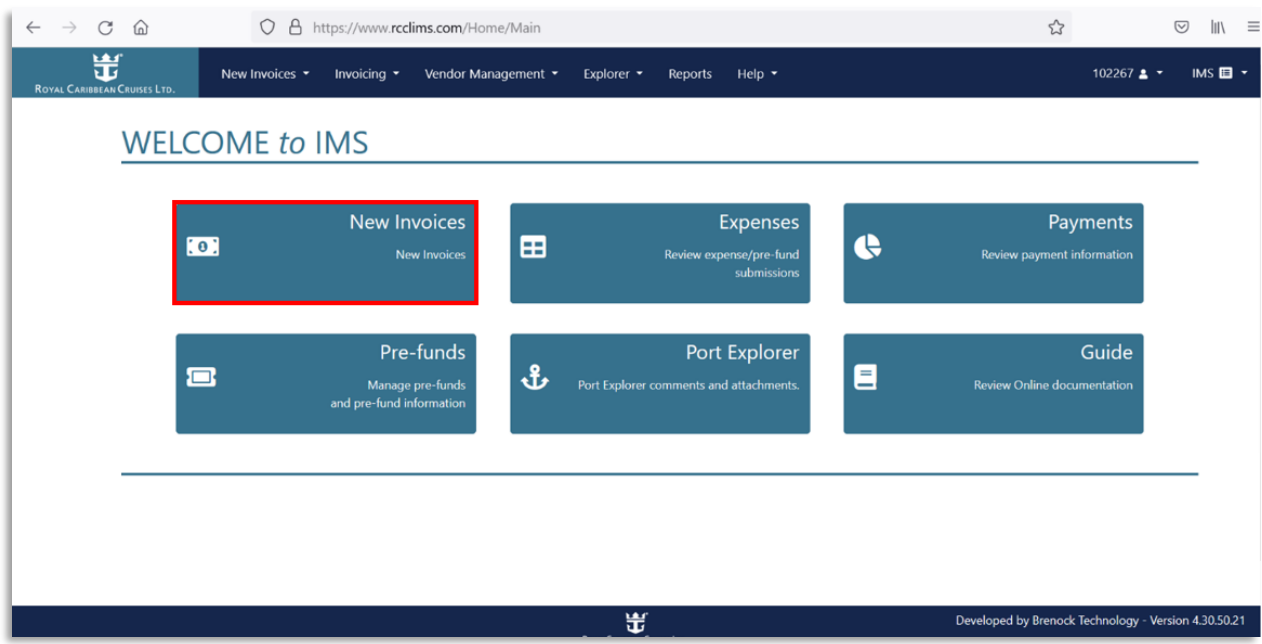 https://www.rcclims.com/Home/Main
ROYAL CARIBBEAN CRUISES LTD.
New Invoices
Invoicing
Vendor Management
Explorer
Reports
Help
102267
IMS
WELCOME to IMS
New Invoices
New Invoices
Expenses
Review expense/pre-fund
submissions
Payments
Review payment information
Pre-funds
Manage pre-funds
and pre-fund information
Port Explorer
Port Explorer comments and attachments.
Guide
Review Online documentation
Developed by Brenock Technology - Version 4.30.50.21